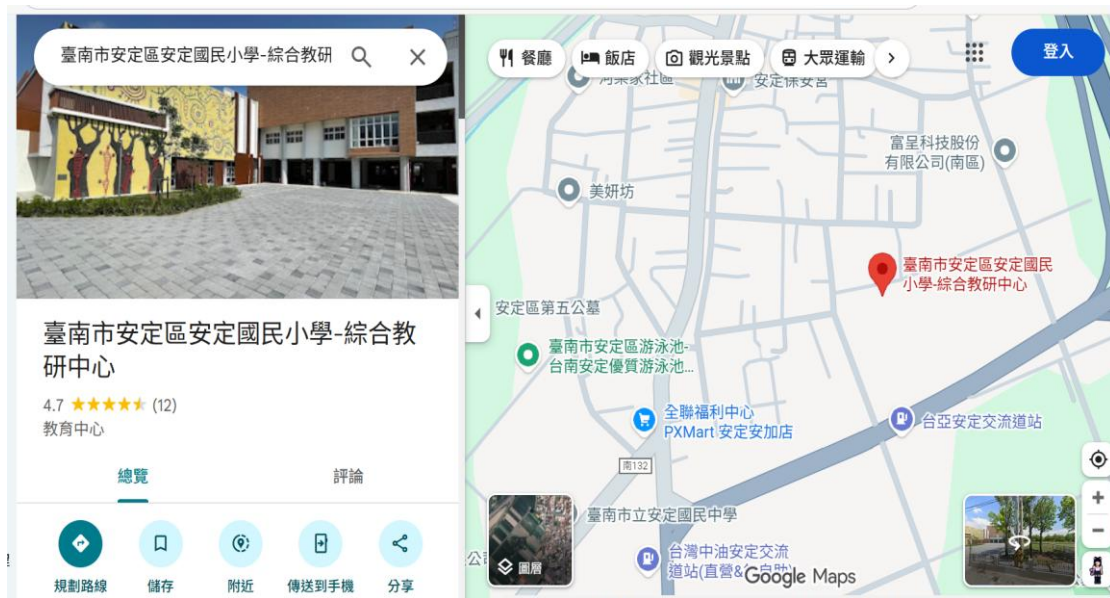 臺南市安定區安定國民小學-綜合教研
餐廳
飯店
觀光景點
大眾運輸
登入
安定保安宮
富呈科技股份
有限公司(南區)
美妍坊
臺南市安定區安定國民
小學-綜合教研中心
安定區第五公墓
臺南市安定區游泳池-
台南安定優質游泳池...
臺南市安定區安定國民小學-綜合教
研中心
4.7
(12)
教育中心
全聯福利中心
PXMart 安定安加店
台亞安定交流道站
總覽
評論
南132
臺南市立安定國民中學
台灣中油安定交流
圖層
Google Maps
規劃路線
儲存
附近
傳送到手機
分享